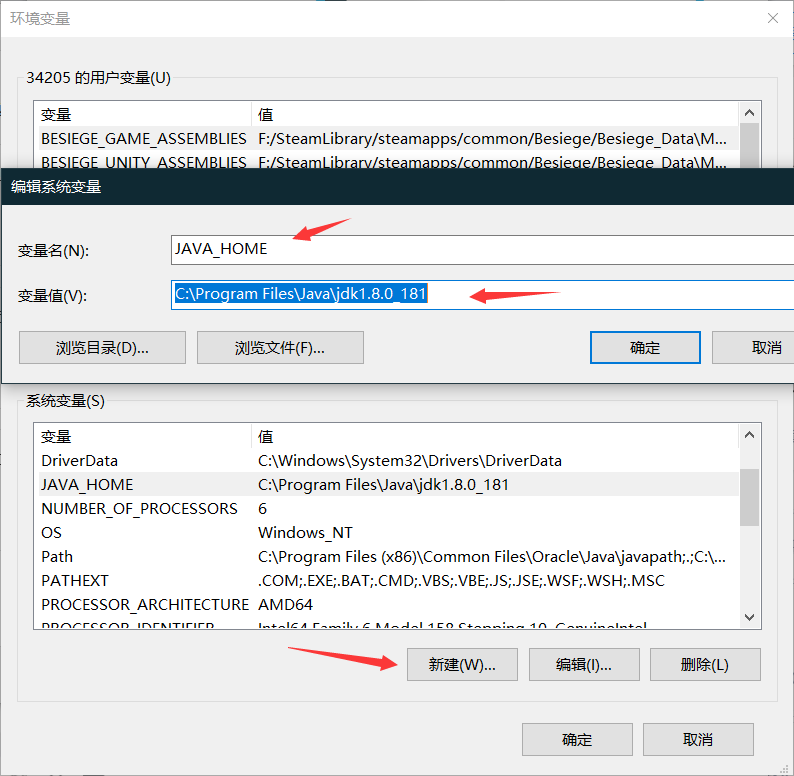 环境变量
34205 的用户变量(U)
变量 值
BESIEGE_GAME_ASSEMBLIES F:/SteamLibrary/steamapps/common/Besiege/Besiege_Data\M...
BESIEGE_UNITY_ASSEMBLIES F:/SteamLibrary/steamapps/common/Besiege/Besiege_Data\M...
编辑系统变量
变量名(N): JAVA_HOME
变量值(V): C:\Program Files\Java\jdk1.8.0_181
浏览目录(D)... 浏览文件(F)... 确定 取消
系统变量(S)
变量 值
DriverData C:\Windows\System32\Drivers\DriverData
JAVA_HOME C:\Program Files\Java\jdk1.8.0_181
NUMBER_OF_PROCESSORS 6
OS Windows_NT
Path C:\Program Files (x86)\Common Files\Oracle\Java\javapath;.;C:\...
PATHEXT .COM;.EXE;.BAT;.CMD;.VBS;.VBE;.JS;.JSE;.WSF;.WSH;.MSC
PROCESSOR_ARCHITECTURE AMD64
PROCESSOR_IDENTIFIER Intel64 Family 6 Model 158 Stepping 10, GenuineIntel
新建(W)... 编辑(I)... 删除(L)
确定 取消